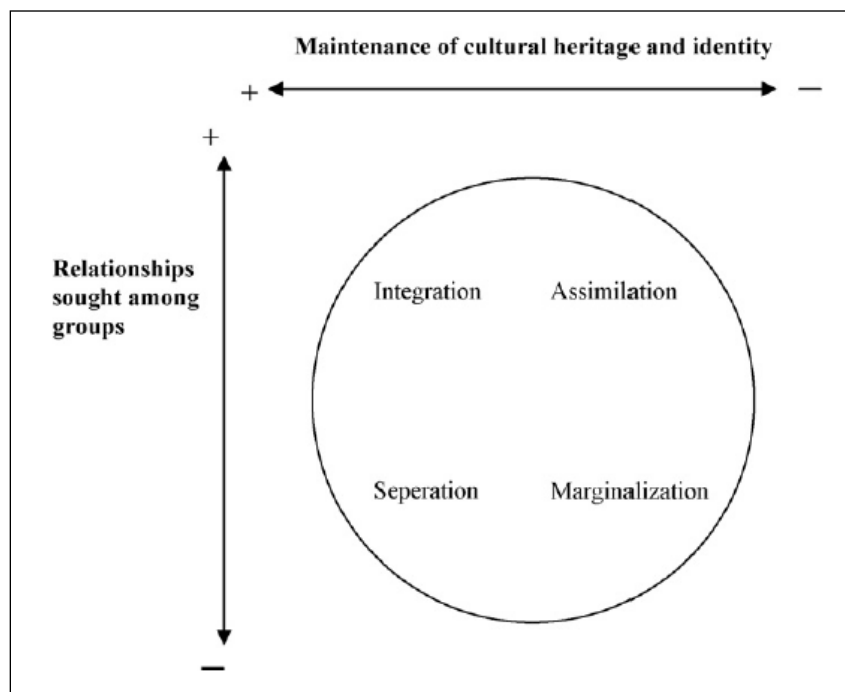 Maintenance of cultural heritage and identity
+ —
+
Relationships
sought among
groups
Integration Assimilation
Seperation Marginalization
—